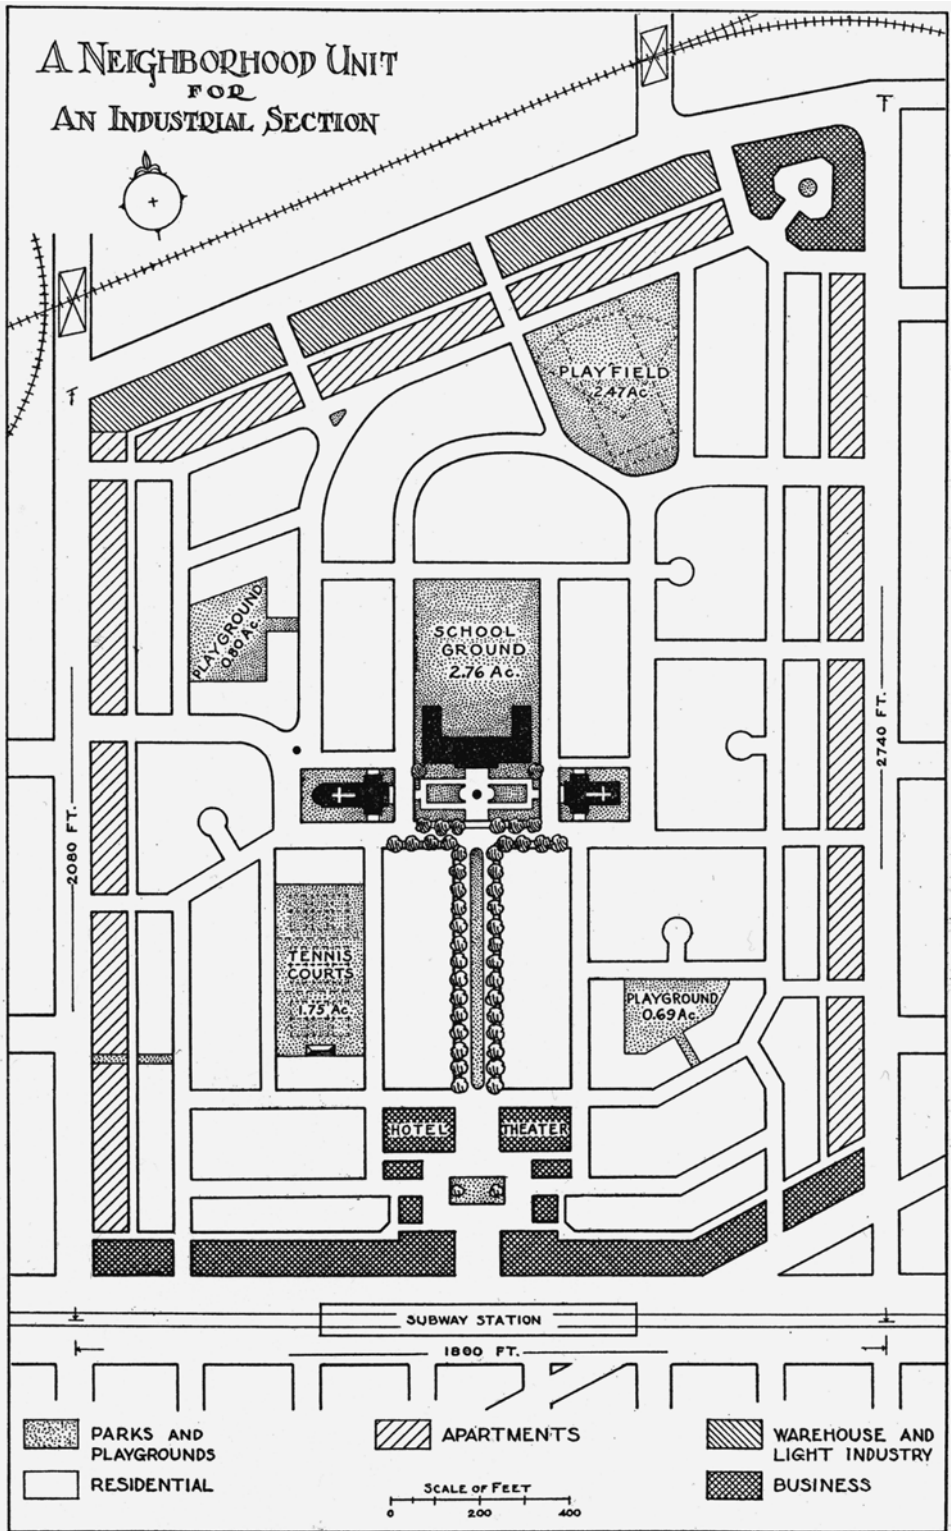 A NEIGHBORHOOD UNIT
FOR
AN INDUSTRIAL SECTION
PLAYFIELD
2.47 Ac.
PLAYGROUND
0.80 Ac.
SCHOOL
GROUND
2.76 Ac.
2740 FT.
2080 FT.
TENNIS
COURTS
1.75 Ac.
PLAYGROUND
0.69 Ac.
HOTEL
THEATER
SUBWAY STATION
1800 FT.
PARKS AND
PLAYGROUNDS
RESIDENTIAL
APARTMENTS
WAREHOUSE AND
LIGHT INDUSTRY
BUSINESS
SCALE OF FEET
0 200 400